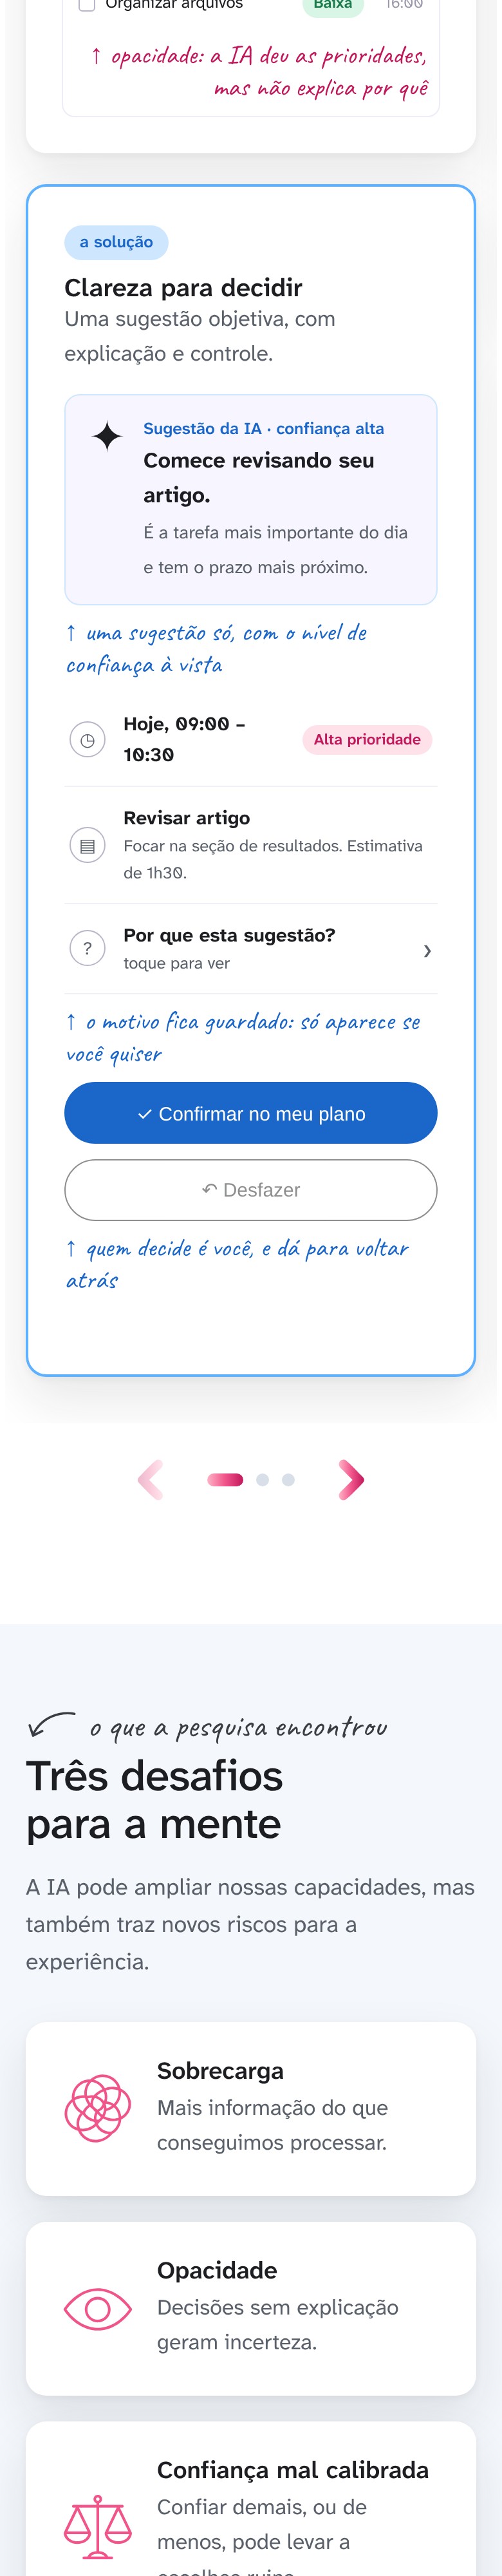 Organizar arquivos Baixa 16:00
↑ opacidade: a IA deu as prioridades,
mas não explica por quê
a solução
Clareza para decidir
Uma sugestão objetiva, com
explicação e controle.
Sugestão da IA · confiança alta
Comece revisando seu
artigo.
É a tarefa mais importante do dia
e tem o prazo mais próximo.
↑ uma sugestão só, com o nível de
confiança à vista
Hoje, 09:00 –
10:30
Alta prioridade
Revisar artigo
Focar na seção de resultados. Estimativa
de 1h30.
? Por que esta sugestão? ›
toque para ver
↑ o motivo fica guardado: só aparece se
você quiser
✓ Confirmar no meu plano
↶ Desfazer
↑ quem decide é você, e dá para voltar
atrás
o que a pesquisa encontrou
Três desafios
para a mente
A IA pode ampliar nossas capacidades, mas
também traz novos riscos para a
experiência.
Sobrecarga
Mais informação do que
conseguimos processar.
Opacidade
Decisões sem explicação
geram incerteza.
Confiança mal calibrada
Confiar demais, ou de
menos, pode levar a